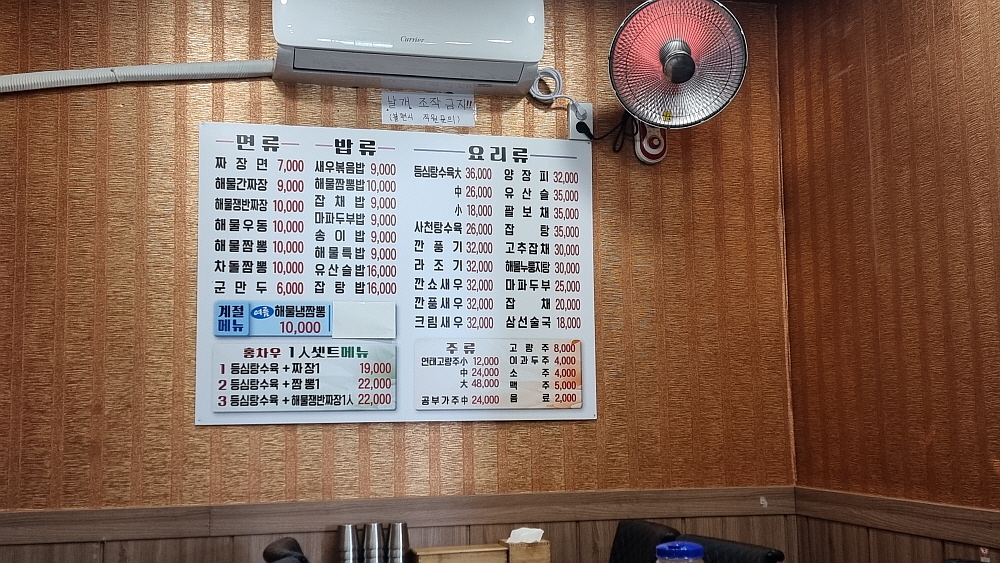 Carrier
날개 조작 금지!!
(불편시 직원문의)
면류
짜장면 7,000
해물간짜장 9,000
해물쟁반짜장 10,000
해물우동 10,000
해물짬뽕 10,000
차돌짬뽕 10,000
군만두 6,000
밥류
새우볶음밥 9,000
해물짬뽕밥 10,000
잡채밥 9,000
마파두부밥 9,000
송이밥 9,000
해물특밥 9,000
유산슬밥 16,000
잡탕밥 16,000
계절메뉴
여름 해물냉짬뽕
10,000
홍차우 1人셋트메뉴
1 등심탕수육 + 짜장1 19,000
2 등심탕수육 + 짬뽕1 22,000
3 등심탕수육 + 해물쟁반짜장1人 22,000
요리류
등심탕수육大 36,000
中 26,000
小 18,000
사천탕수육 26,000
깐풍기 32,000
라조기 32,000
깐쇼새우 32,000
깐풍새우 32,000
크림새우 32,000
양장피 32,000
유산슬 35,000
팔보채 35,000
잡탕 35,000
고추잡채 30,000
해물누룽지탕 30,000
마파두부 25,000
잡채 20,000
삼선술국 18,000
주류
연태고량주小 12,000
中 24,000
大 48,000
공부가주中 24,000
고량주 8,000
이과두주 4,000
소주 4,000
맥주 5,000
음료 2,000